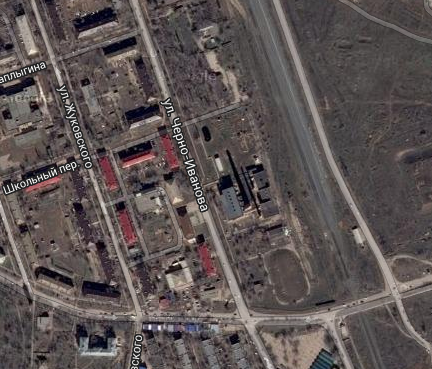 аплыгина
ул. Жуковского
ул. Черно-Иванова
Школьный пер.
вского